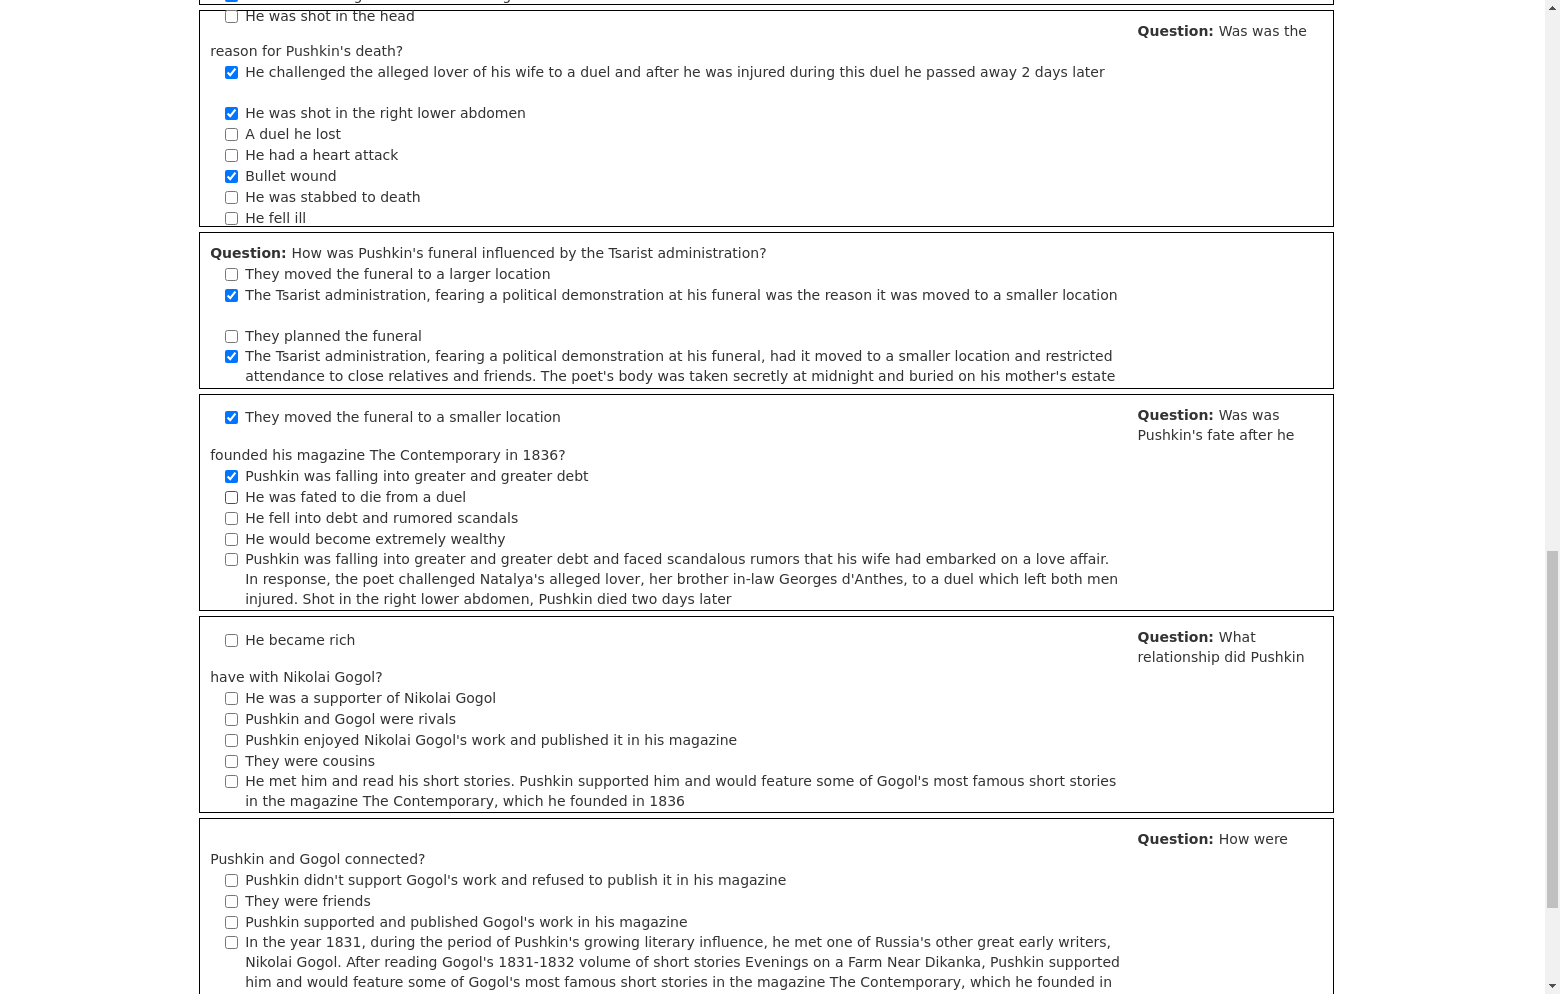 He was shot in the head
Question: Was was the
reason for Pushkin's death?
He challenged the alleged lover of his wife to a duel and after he was injured during this duel he passed away 2 days later
He was shot in the right lower abdomen
A duel he lost
He had a heart attack
Bullet wound
He was stabbed to death
He fell ill
Question: How was Pushkin's funeral influenced by the Tsarist administration?
They moved the funeral to a larger location
The Tsarist administration, fearing a political demonstration at his funeral was the reason it was moved to a smaller location
They planned the funeral
The Tsarist administration, fearing a political demonstration at his funeral, had it moved to a smaller location and restricted
attendance to close relatives and friends. The poet's body was taken secretly at midnight and buried on his mother's estate
They moved the funeral to a smaller location
Question: Was was
Pushkin's fate after he
founded his magazine The Contemporary in 1836?
Pushkin was falling into greater and greater debt
He was fated to die from a duel
He fell into debt and rumored scandals
He would become extremely wealthy
Pushkin was falling into greater and greater debt and faced scandalous rumors that his wife had embarked on a love affair.
In response, the poet challenged Natalya's alleged lover, her brother in-law Georges d'Anthes, to a duel which left both men
injured. Shot in the right lower abdomen, Pushkin died two days later
He became rich
Question: What
relationship did Pushkin
have with Nikolai Gogol?
He was a supporter of Nikolai Gogol
Pushkin and Gogol were rivals
Pushkin enjoyed Nikolai Gogol's work and published it in his magazine
They were cousins
He met him and read his short stories. Pushkin supported him and would feature some of Gogol's most famous short stories
in the magazine The Contemporary, which he founded in 1836
Question: How were
Pushkin and Gogol connected?
Pushkin didn't support Gogol's work and refused to publish it in his magazine
They were friends
Pushkin supported and published Gogol's work in his magazine
In the year 1831, during the period of Pushkin's growing literary influence, he met one of Russia's other great early writers,
Nikolai Gogol. After reading Gogol's 1831-1832 volume of short stories Evenings on a Farm Near Dikanka, Pushkin supported
him and would feature some of Gogol's most famous short stories in the magazine The Contemporary, which he founded in